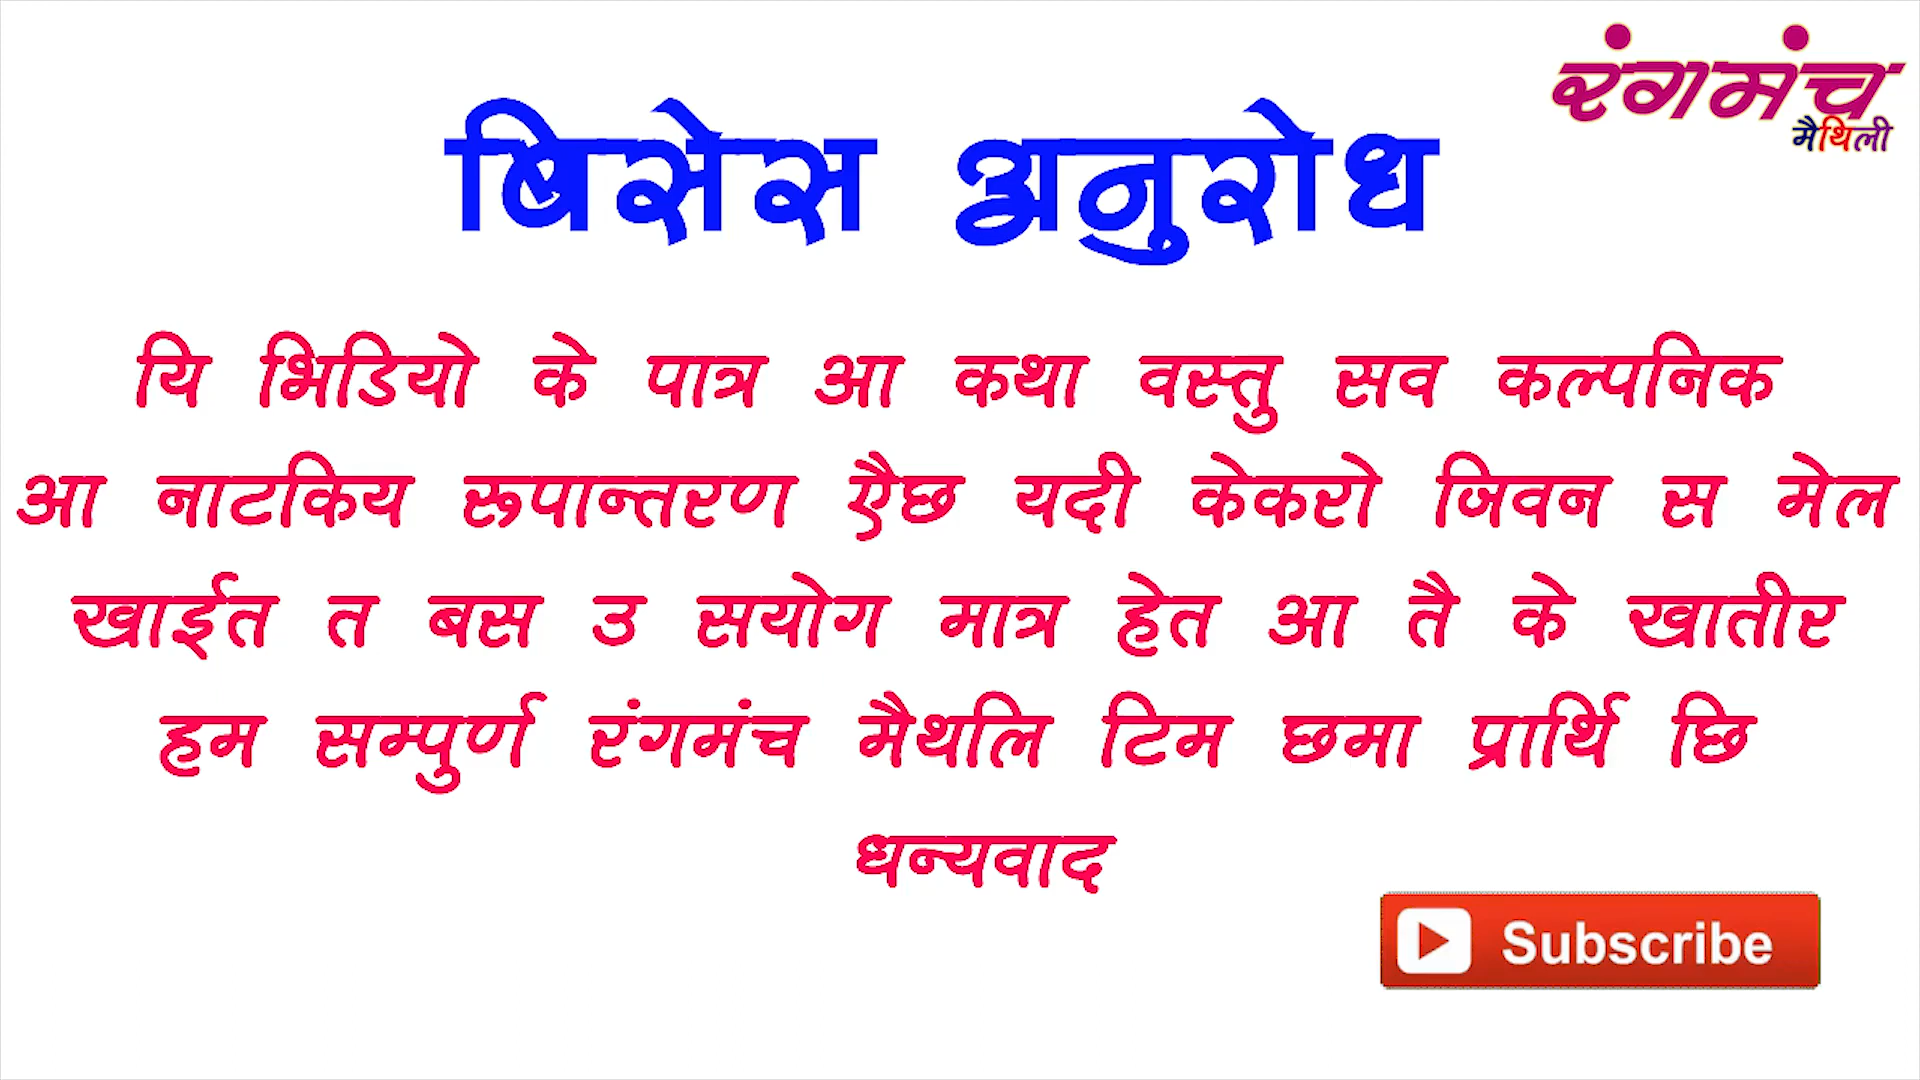 रंगमंच
मैथिली
बिसेस अनुरोध
यि भिडियो के पात्र आ कथा वस्तु सव कल्पनिक
आ नाटकिय रूपान्तरण एैछ यदी केकरो जिवन स मेल
खाईत त बस उ सयोग मात्र हेत आ तै के खातीर
हम सम्पुर्ण रंगमंच मैथलि टिम छमा प्रार्थि छि
धन्यवाद
Subscribe